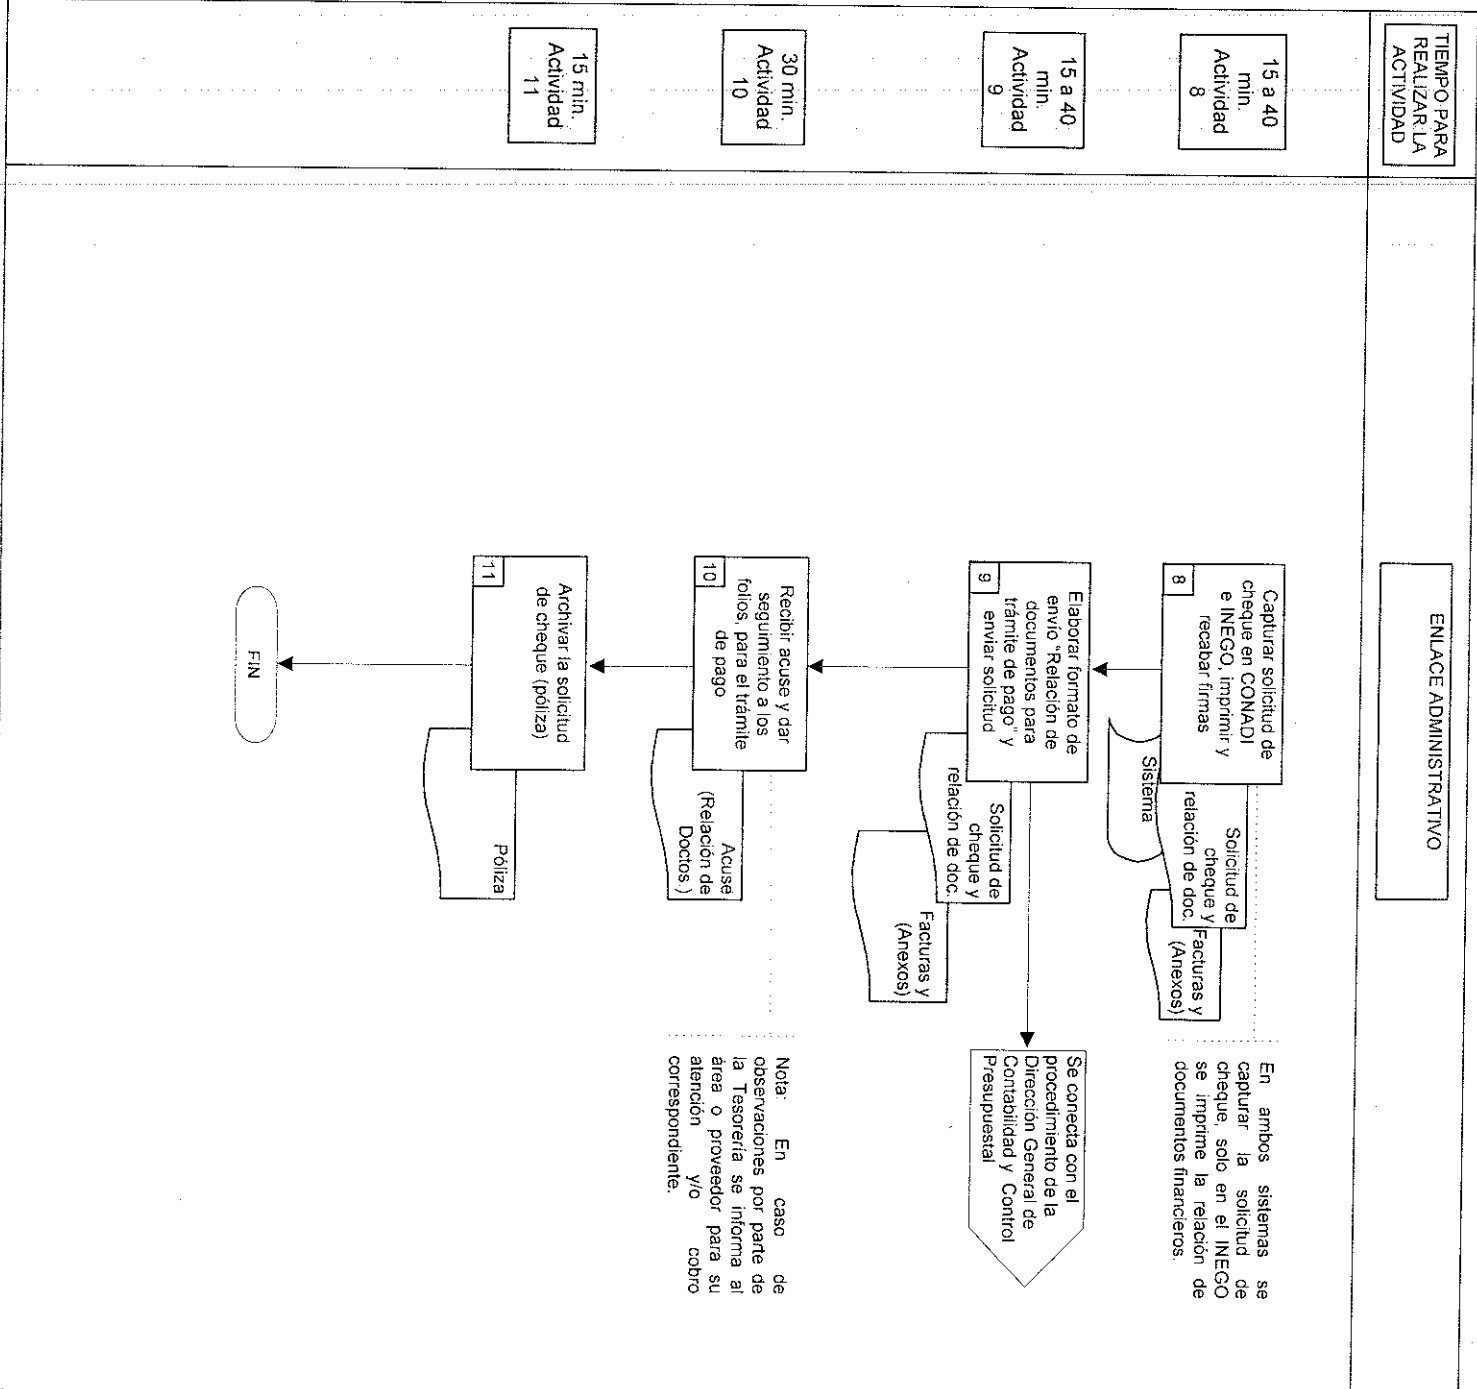 TIEMPO PARA
REALIZAR LA
ACTIVIDAD
ENLACE ADMINISTRATIVO
15 a 40
min.
Actividad
8
Capturar solicitud de
cheque en CONADI
e INEGO, imprimir y
recabar firmas
8
Sistema
Solicitud de
cheque y
relación de doc.
Facturas y
(Anexos)
En ambos sistemas se
capturar la solicitud de
cheque, solo en el INEGO
se imprime la relación de
documentos financieros.
15 a 40
min.
Actividad
9
Elaborar formato de
envío “Relación de
documentos para
trámite de pago” y
enviar solicitud
9
Solicitud de
cheque y
relación de doc.
Facturas y
(Anexos)
Se conecta con el
procedimiento de la
Dirección General de
Contabilidad y Control
Presupuestal
30 min.
Actividad
10
Recibir acuse y dar
seguimiento a los
folios, para el trámite
de pago
10
Acuse
(Relación de
Doctos.)
Nota: En caso de
observaciones por parte de
la Tesorería se informa al
área o proveedor para su
atención y/o cobro
correspondiente.
15 min.
Actividad
11
Archivar la solicitud
de cheque (póliza)
11
Póliza
FIN